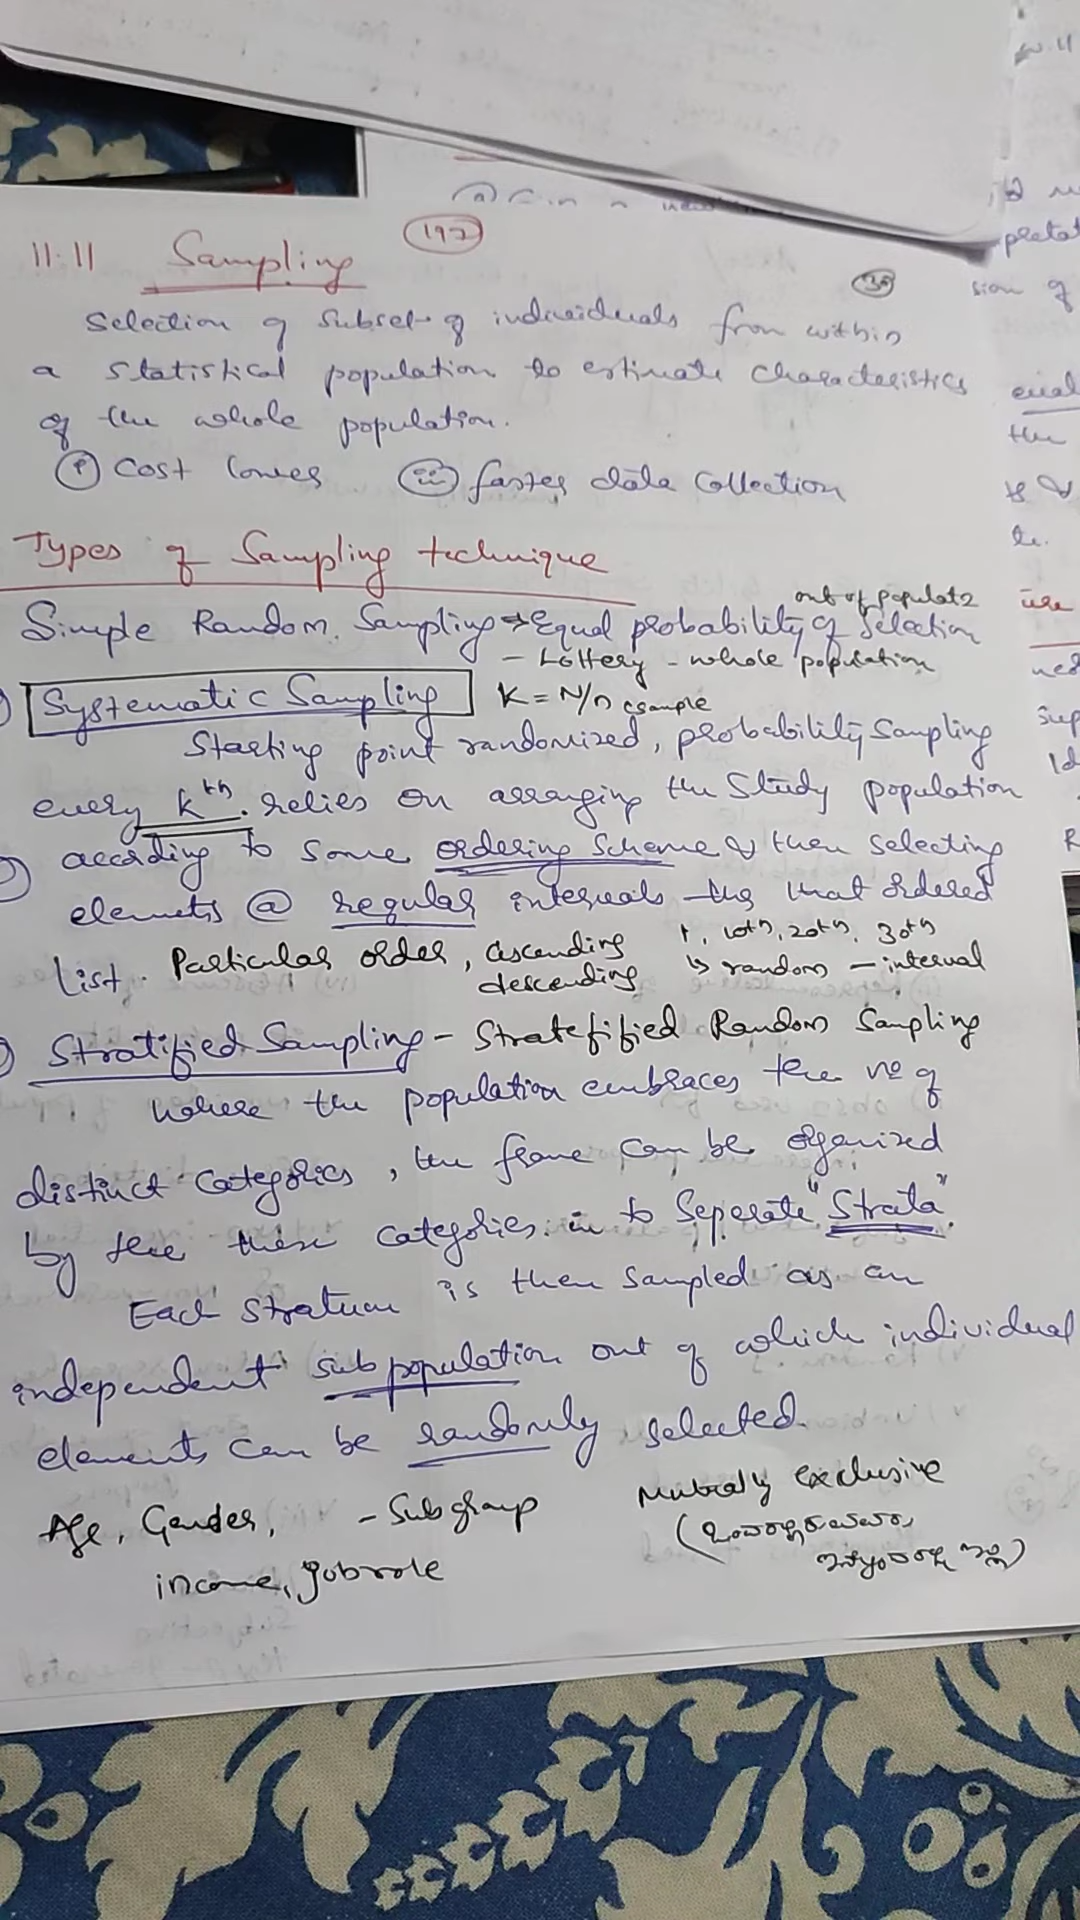 11.11 Sampling (197)
(38)
Selection of Subset of individuals from within
a statistical population to estimate characteristics
of the whole population.
(i) Cost lower (ii) faster data Collection
Types of Sampling technique
out of populatn
Simple Random Sampling → Equal probability of Selection
- Lottery - whole population
Systematic Sampling K = N/n sample
Starting point randomized, probability Sampling
every kth. relies on arranging the Study population
according to some ordering scheme & then selecting
elements @ regular intervals that ordered
List. Particular order, ascending 10th, 20th, 30th
descending ↳ random - interval
Stratified Sampling - Stratefified Random Sampling
where the population embraces the no of
distinct categories, the frame can be organized
by these categories in to Seperate "Strata".
Each stratum is then sampled as an
independent sub population out of which individual
elements can be randomly selected.
Age, Gender, - Subgroup Mutually exclusive
income, jobrole